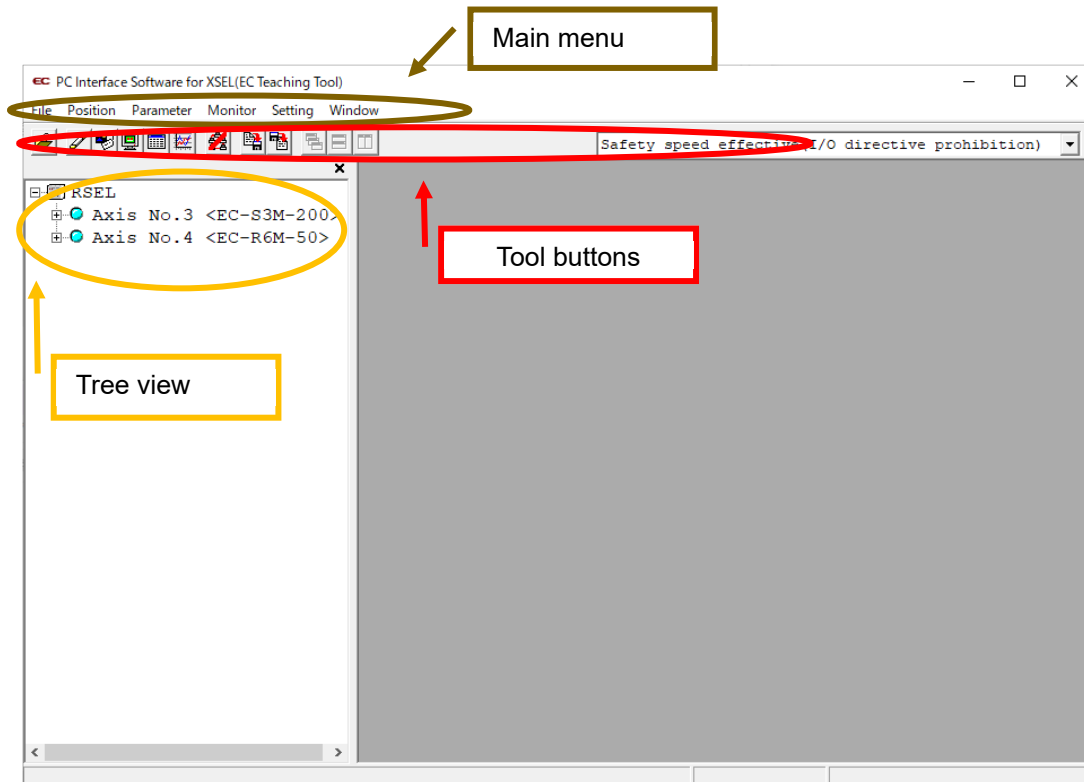 Main menu
EC PC Interface Software for XSEL(EC Teaching Tool)
File Position Parameter Monitor Setting Window
Safety speed effective(I/O directive prohibition)
RSEL
Axis No.3 <EC-S3M-200>
Axis No.4 <EC-R6M-50>
Tool buttons
Tree view